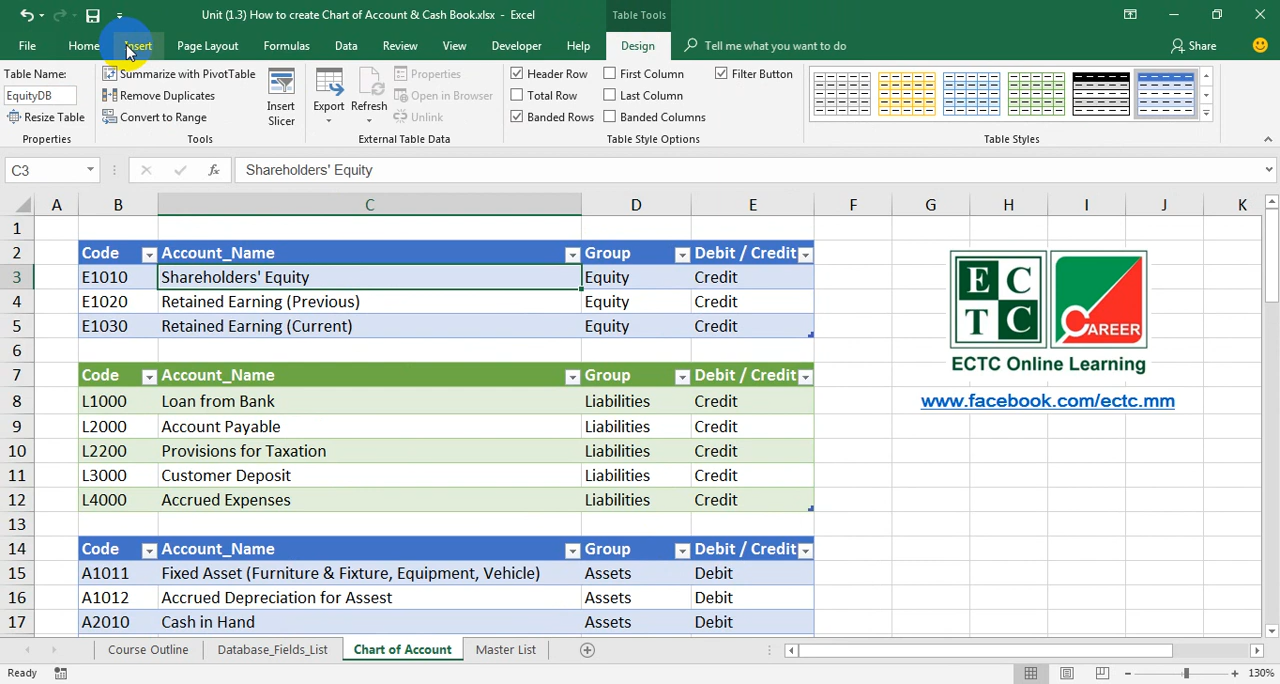 Unit (1.3) How to create Chart of Account & Cash Book.xlsx - Excel
Table Tools
File Home Insert Page Layout Formulas Data Review View Developer Help Design Tell me what you want to do Share
Table Name:
EquityDB
Resize Table
Properties
Summarize with PivotTable
Remove Duplicates
Convert to Range
Tools
Insert Slicer
Export
Refresh
Properties
Open in Browser
Unlink
External Table Data
Header Row First Column Filter Button
Total Row Last Column
Banded Rows Banded Columns
Table Style Options
Table Styles
C3 fx Shareholders' Equity
A B C D E F G H I J K
1
2 Code Account_Name Group Debit / Credit
3 E1010 Shareholders' Equity Equity Credit
4 E1020 Retained Earning (Previous) Equity Credit
5 E1030 Retained Earning (Current) Equity Credit
6
7 Code Account_Name Group Debit / Credit
8 L1000 Loan from Bank Liabilities Credit
9 L2000 Account Payable Liabilities Credit
10 L2200 Provisions for Taxation Liabilities Credit
11 L3000 Customer Deposit Liabilities Credit
12 L4000 Accrued Expenses Liabilities Credit
13
14 Code Account_Name Group Debit / Credit
15 A1011 Fixed Asset (Furniture & Fixture, Equipment, Vehicle) Assets Debit
16 A1012 Accrued Depreciation for Assest Assets Debit
17 A2010 Cash in Hand Assets Debit
E C
T C
CAREER
ECTC Online Learning
www.facebook.com/ectc.mm
Course Outline Database_Fields_List Chart of Account Master List
Ready 130%